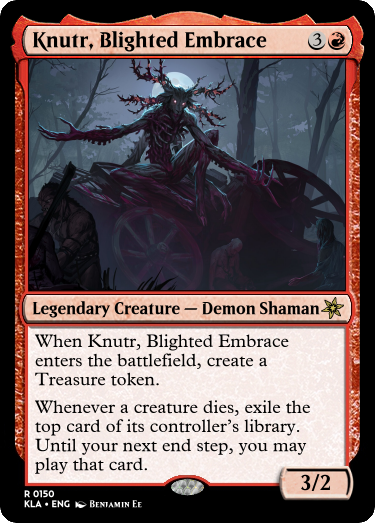 Knutr, Blighted Embrace 3
Legendary Creature — Demon Shaman
When Knutr, Blighted Embrace
enters the battlefield, create a
Treasure token.
Whenever a creature dies, exile the
top card of its controller's library.
Until your next end step, you may
play that card.
3/2
R 0150
KLA • ENG Benjamin Ee